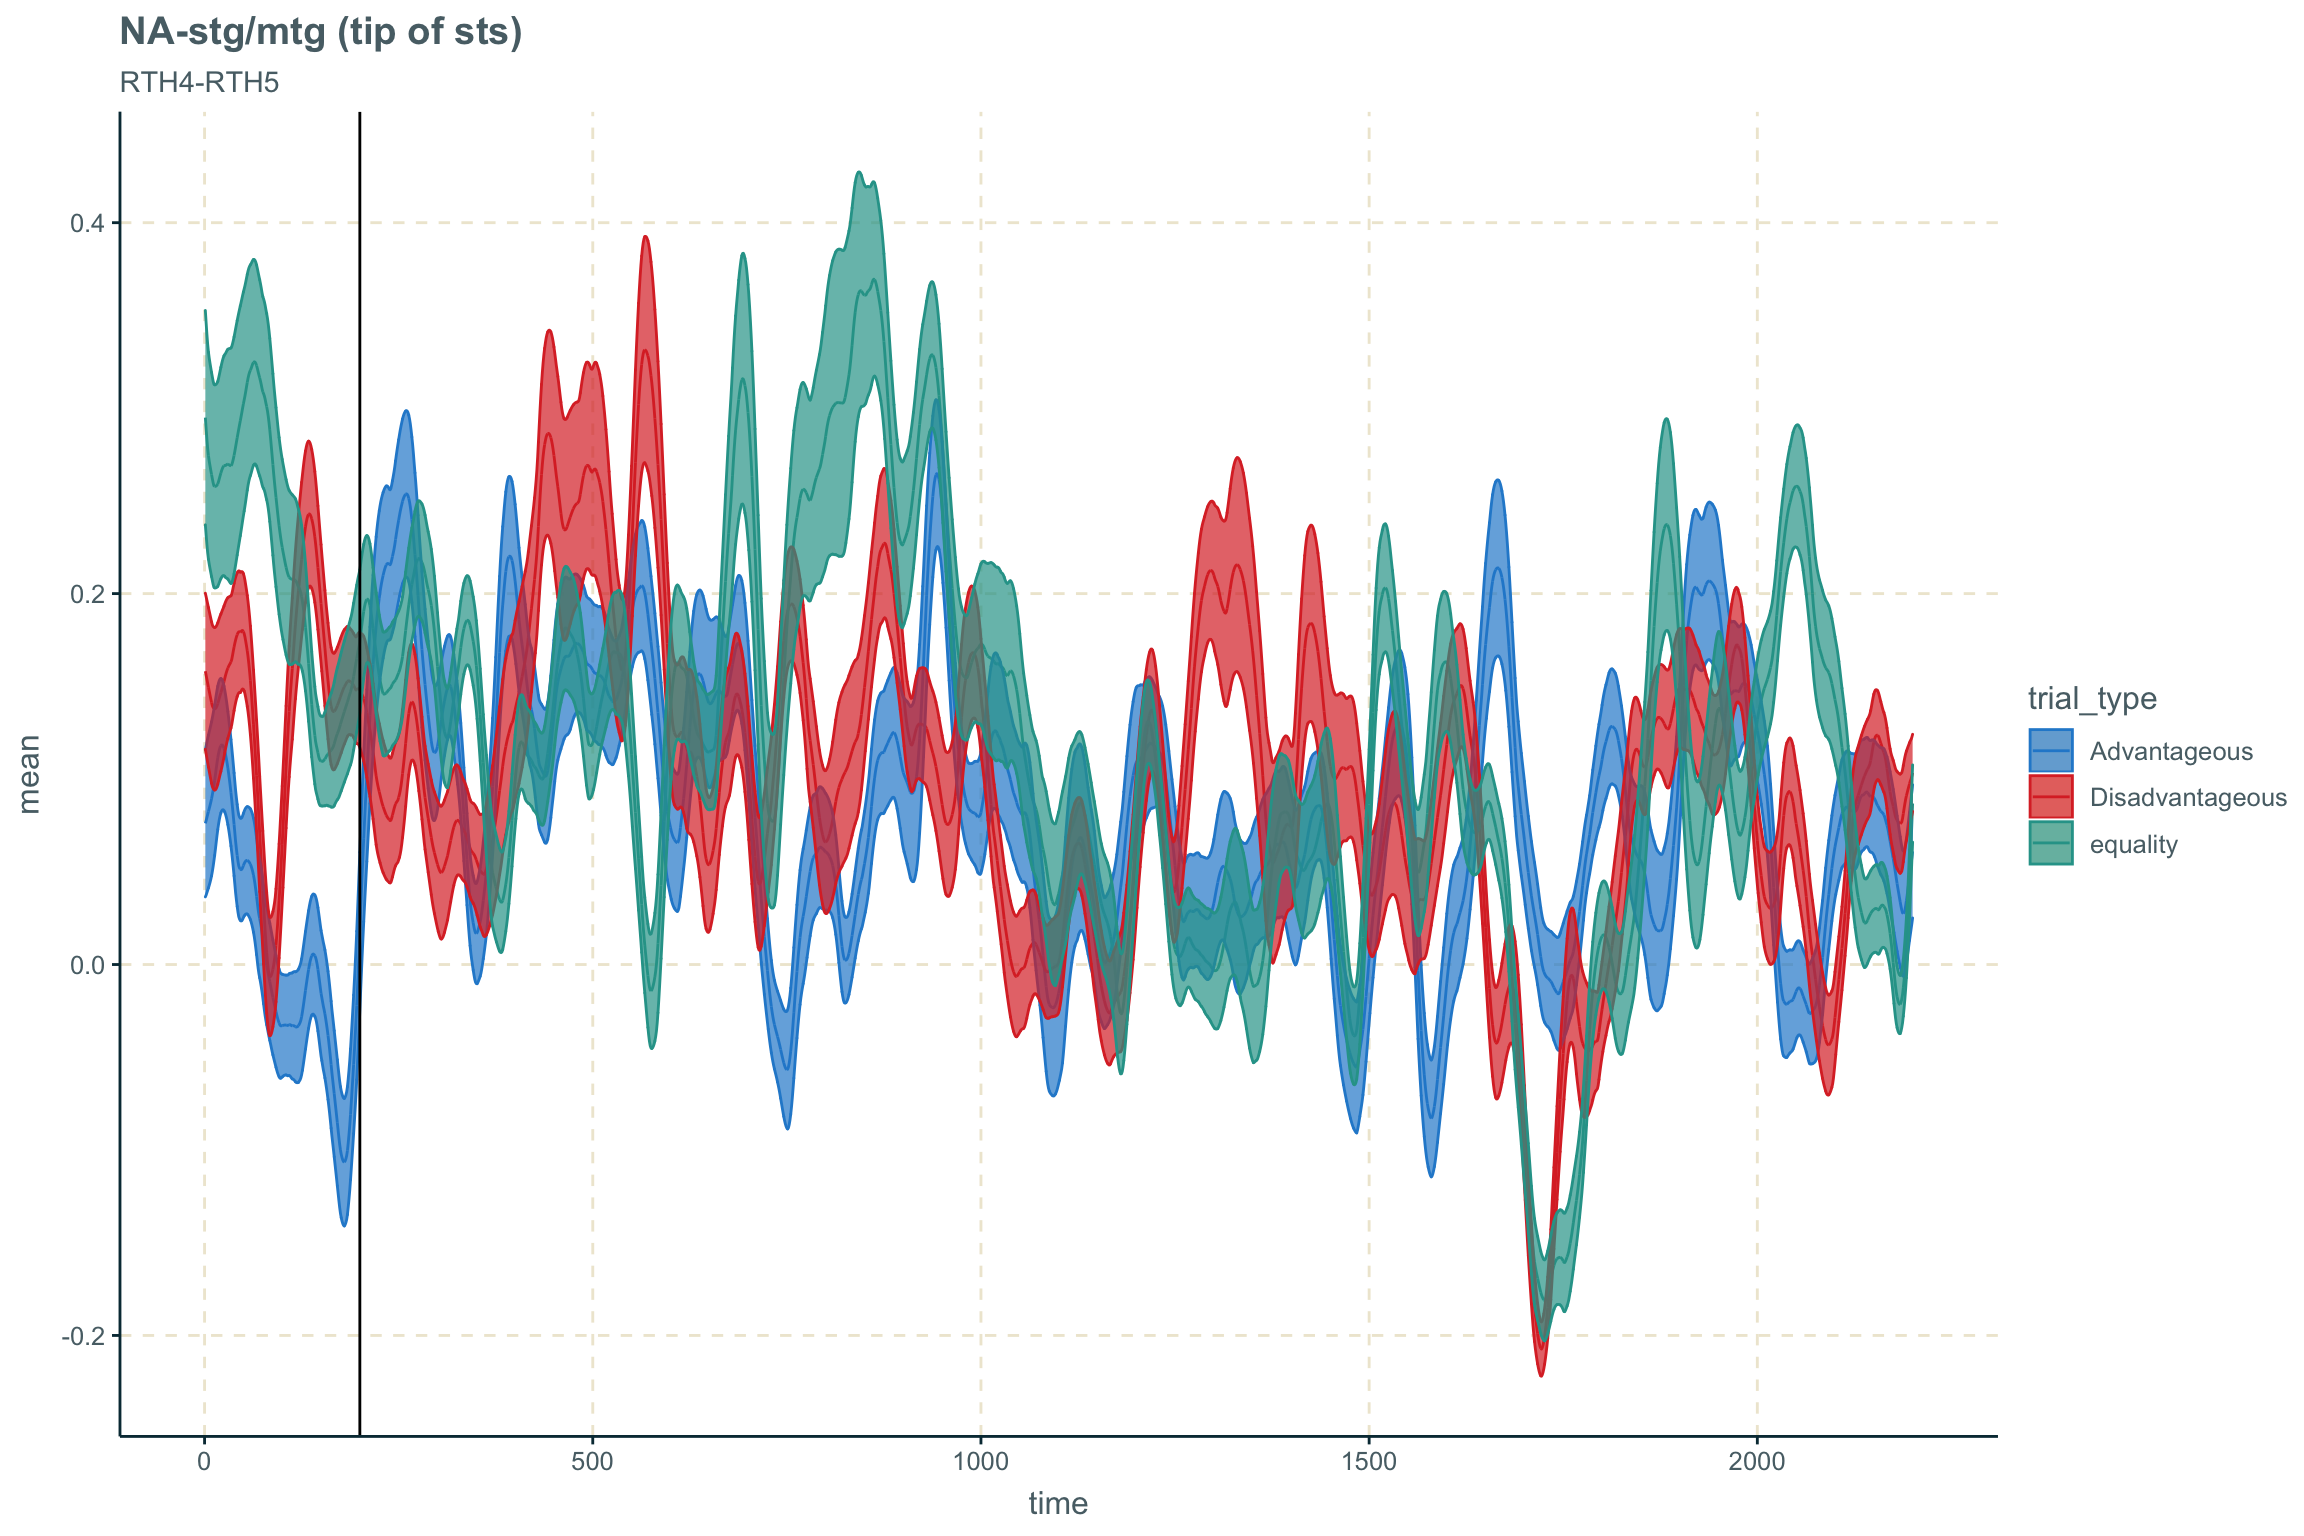 NA-stg/mtg (tip of sts)
RTH4-RTH5
0.4
0.2
0.0
-0.2
mean
0
500
1000
1500
2000
time
trial_type
Advantageous
Disadvantageous
equality